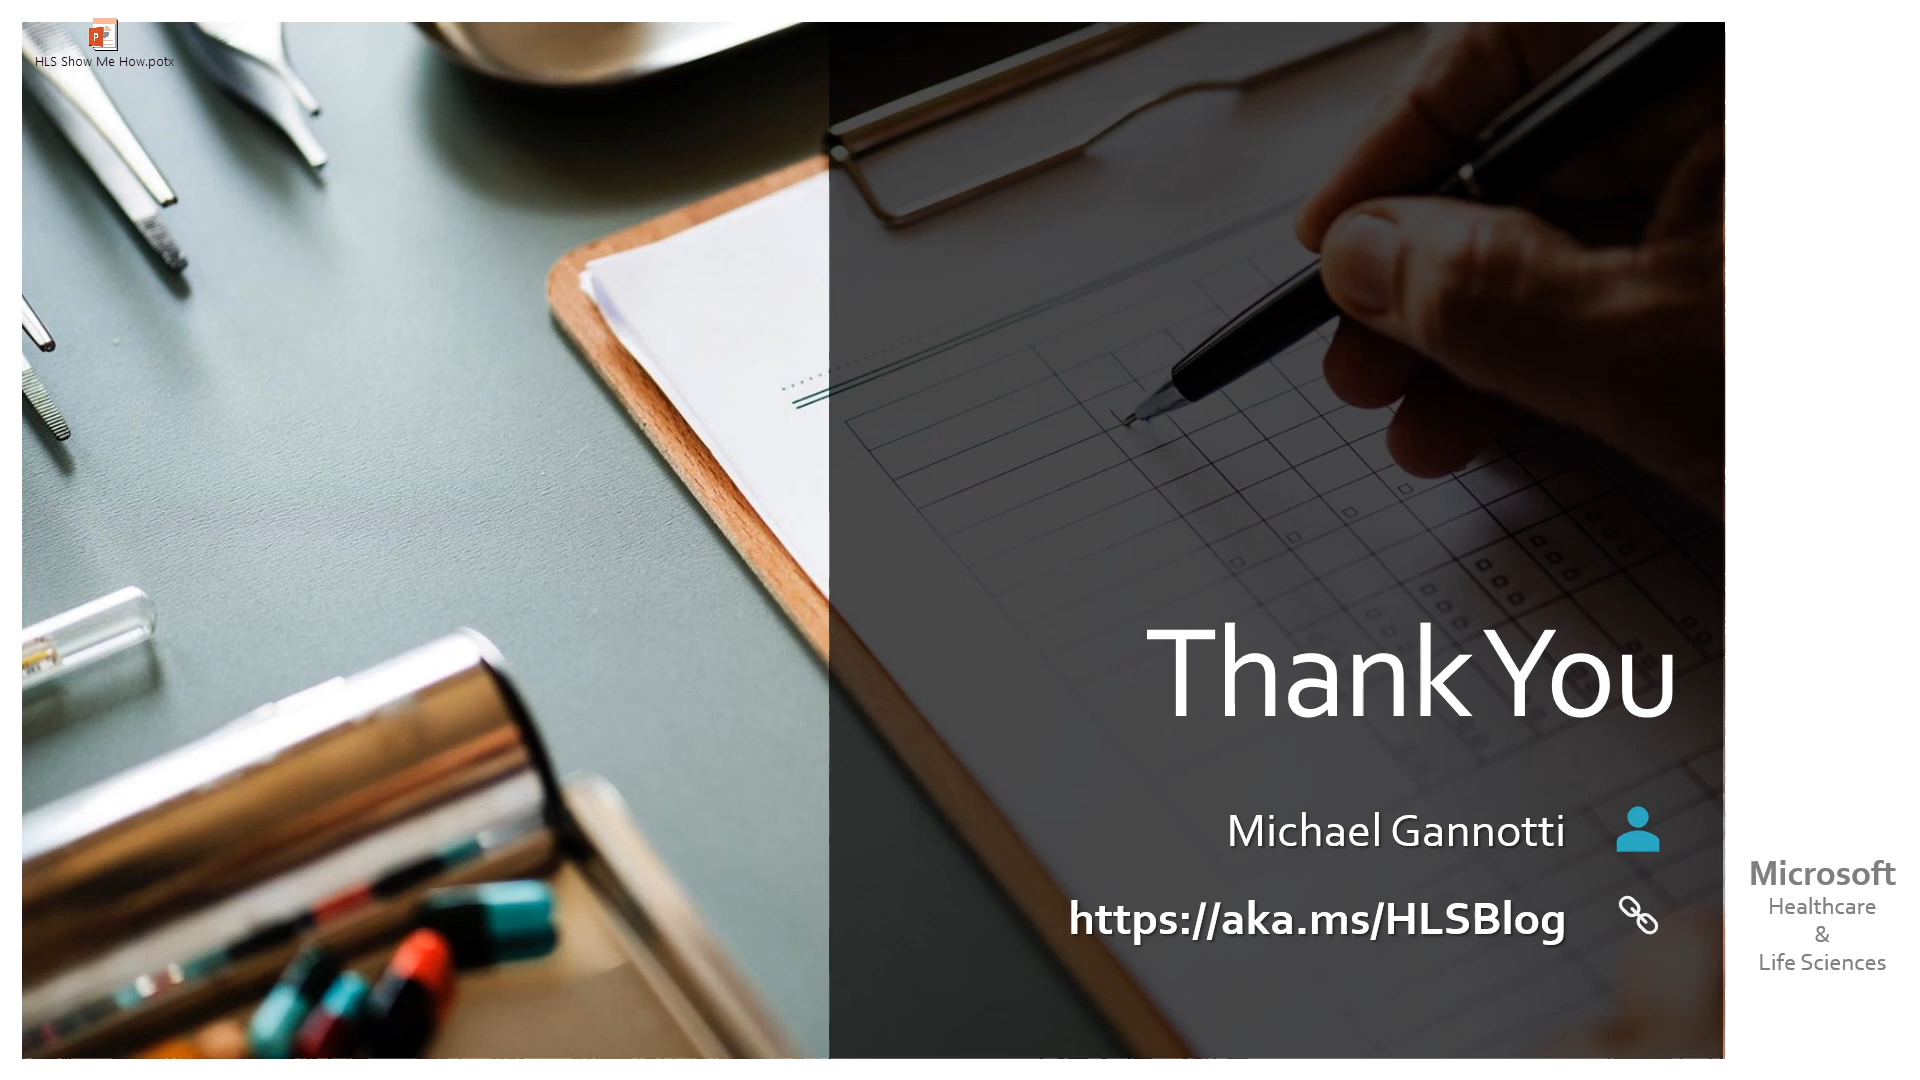 HLS Show Me How.potx
Thank You
Michael Gannotti
https://aka.ms/HLSBlog
Microsoft
Healthcare
&
Life Sciences